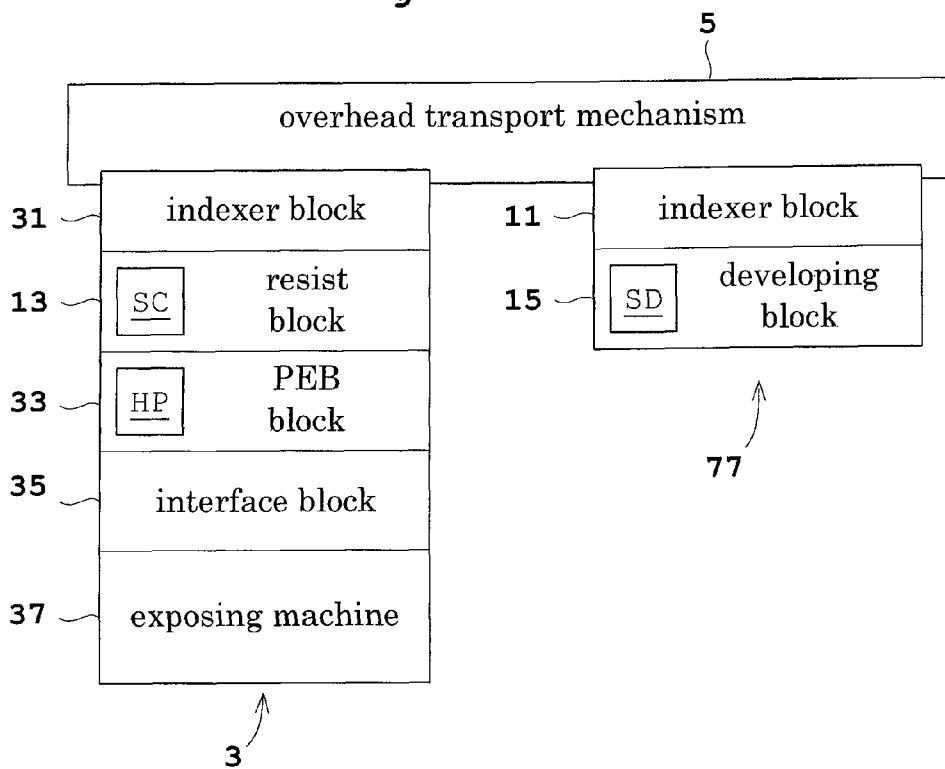 5
overhead transport mechanism
31
indexer block
11
indexer block
13
SC
resist
block
15
SD
developing
block
33
HP
PEB
block
77
35
interface block
37
exposing machine
3